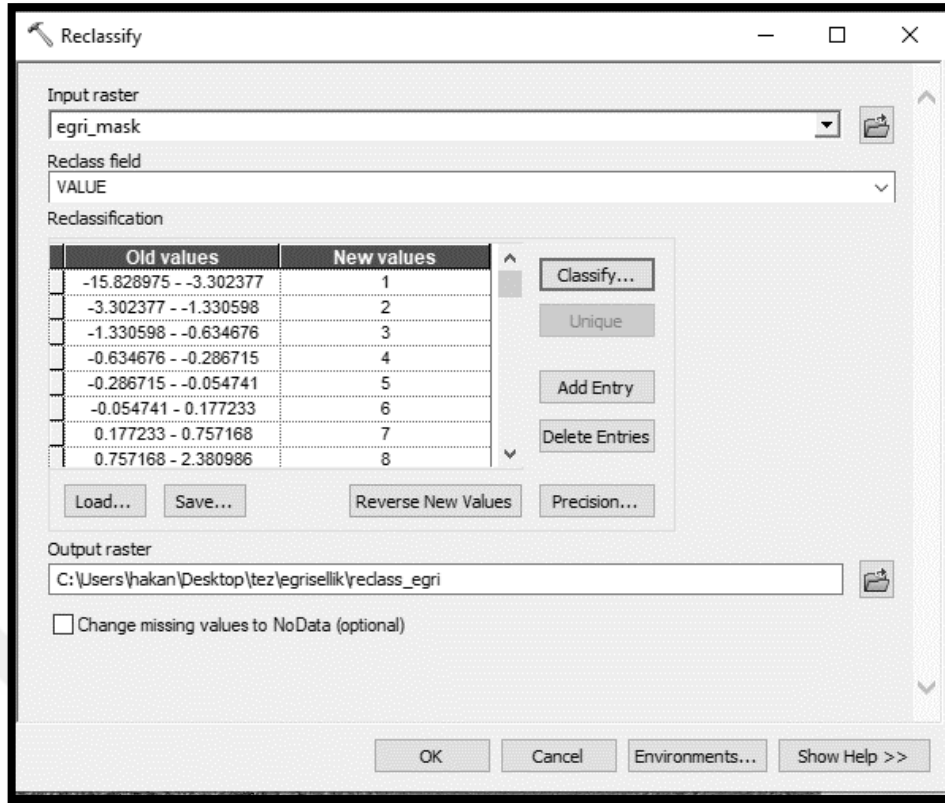 Reclassify
Input raster
egri_mask
Reclass field
VALUE
Reclassification
Old values New values
-15.828975 - -3.302377 1
-3.302377 - -1.330598 2
-1.330598 - -0.634676 3
-0.634676 - -0.286715 4
-0.286715 - -0.054741 5
-0.054741 - 0.177233 6
0.177233 - 0.757168 7
0.757168 - 2.380986 8
Classify...
Unique
Add Entry
Delete Entries
Load... Save... Reverse New Values Precision...
Output raster
C:\Users\hakan\Desktop\tez\egrisellik\reclass_egri
Change missing values to NoData (optional)
OK Cancel Environments... Show Help >>